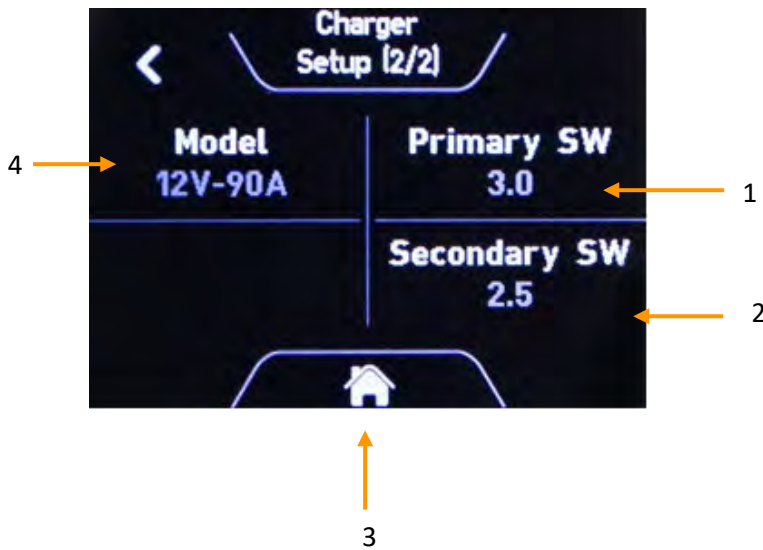 Charger
Setup (2/2)
Model
12V-90A
Primary SW
3.0
Secondary SW
2.5
4
1
2
3